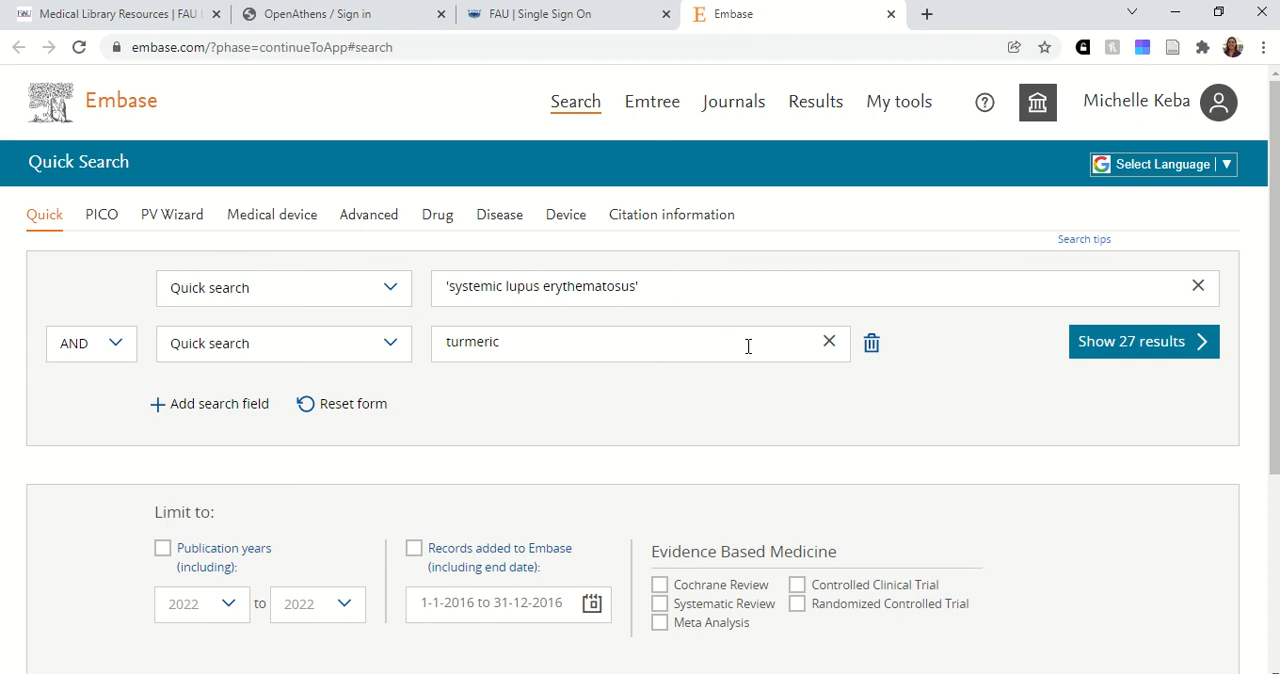 Medical Library Resources | FAU
OpenAthens / Sign in
FAU | Single Sign On
Embase
embase.com/?phase=continueToApp#search
Embase
Search
Emtree
Journals
Results
My tools
Michelle Keba
Quick Search
Select Language
Quick
PICO
PV Wizard
Medical device
Advanced
Drug
Disease
Device
Citation information
Search tips
Quick search
'systemic lupus erythematosus'
AND
Quick search
turmeric
Show 27 results
Add search field
Reset form
Limit to:
Publication years
(including):
2022
to
2022
Records added to Embase
(including end date):
1-1-2016 to 31-12-2016
Evidence Based Medicine
Cochrane Review
Controlled Clinical Trial
Systematic Review
Randomized Controlled Trial
Meta Analysis